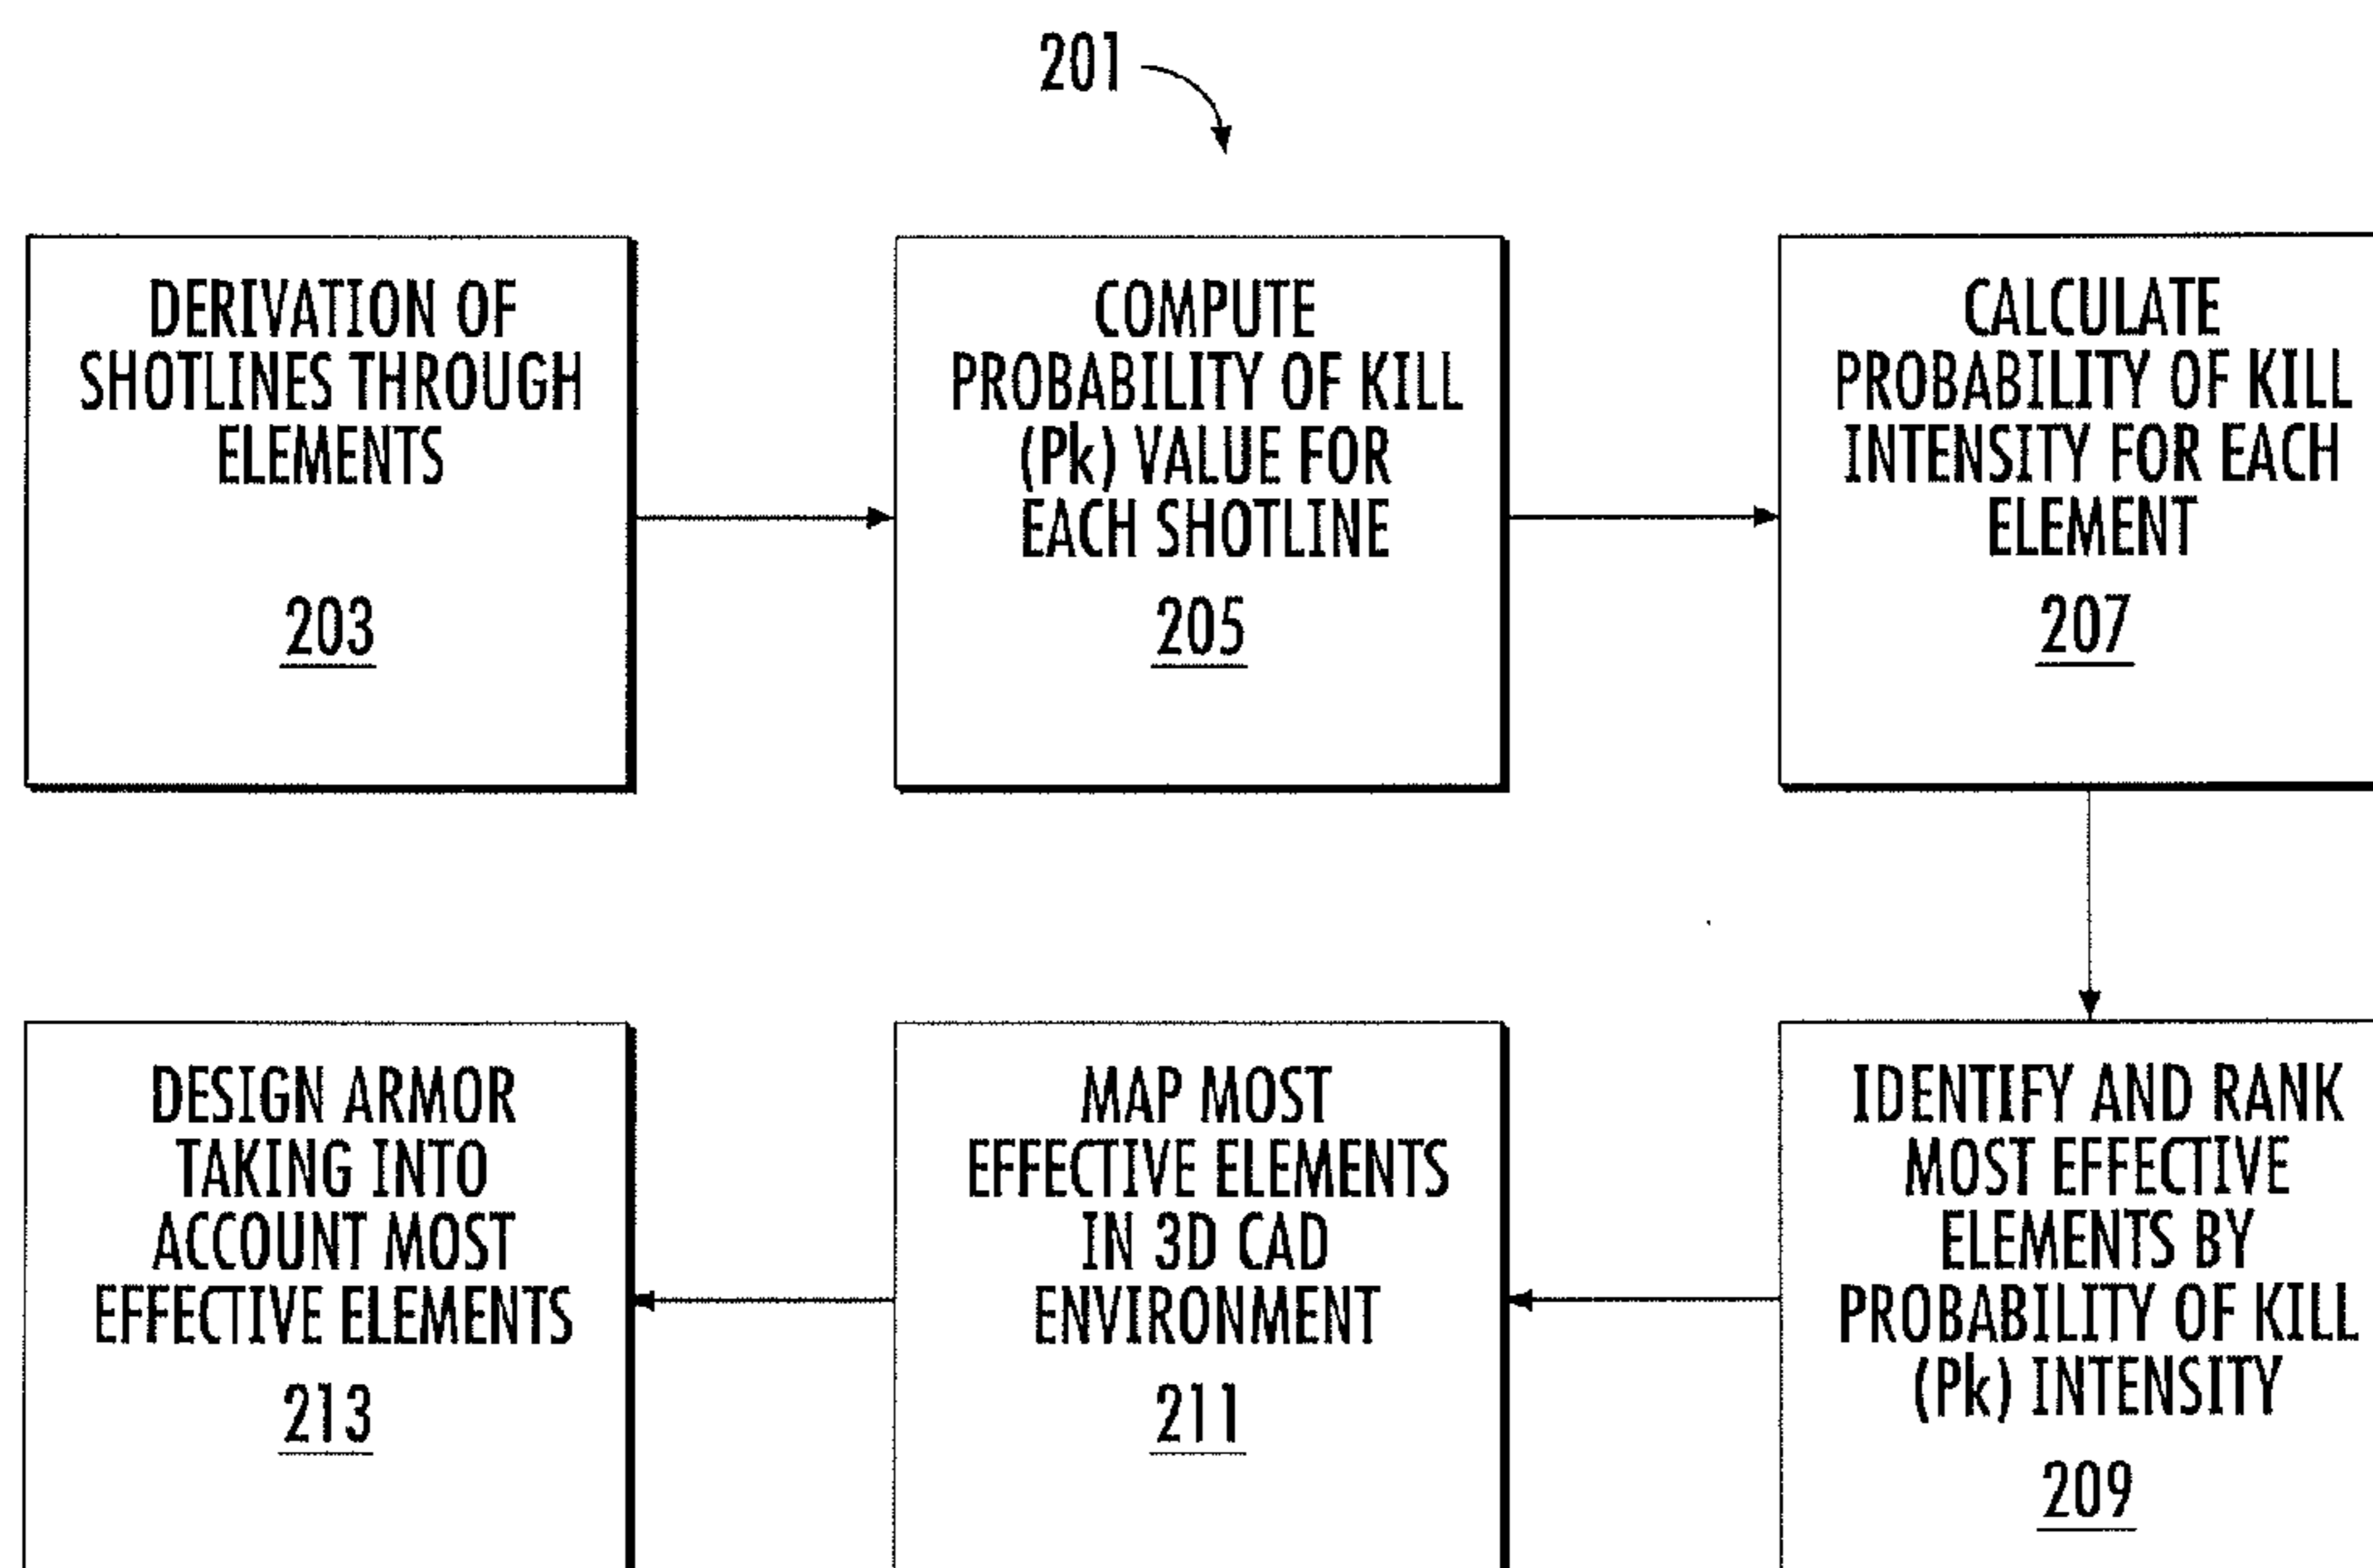 201
DERIVATION OF
SHOTLINES THROUGH
ELEMENTS
203
COMPUTE
PROBABILITY OF KILL
(Pk) VALUE FOR
EACH SHOTLINE
205
CALCULATE
PROBABILITY OF KILL
INTENSITY FOR EACH
ELEMENT
207
IDENTIFY AND RANK
MOST EFFECTIVE
ELEMENTS BY
PROBABILITY OF KILL
(Pk) INTENSITY
209
MAP MOST
EFFECTIVE ELEMENTS
IN 3D CAD
ENVIRONMENT
211
DESIGN ARMOR
TAKING INTO
ACCOUNT MOST
EFFECTIVE ELEMENTS
213